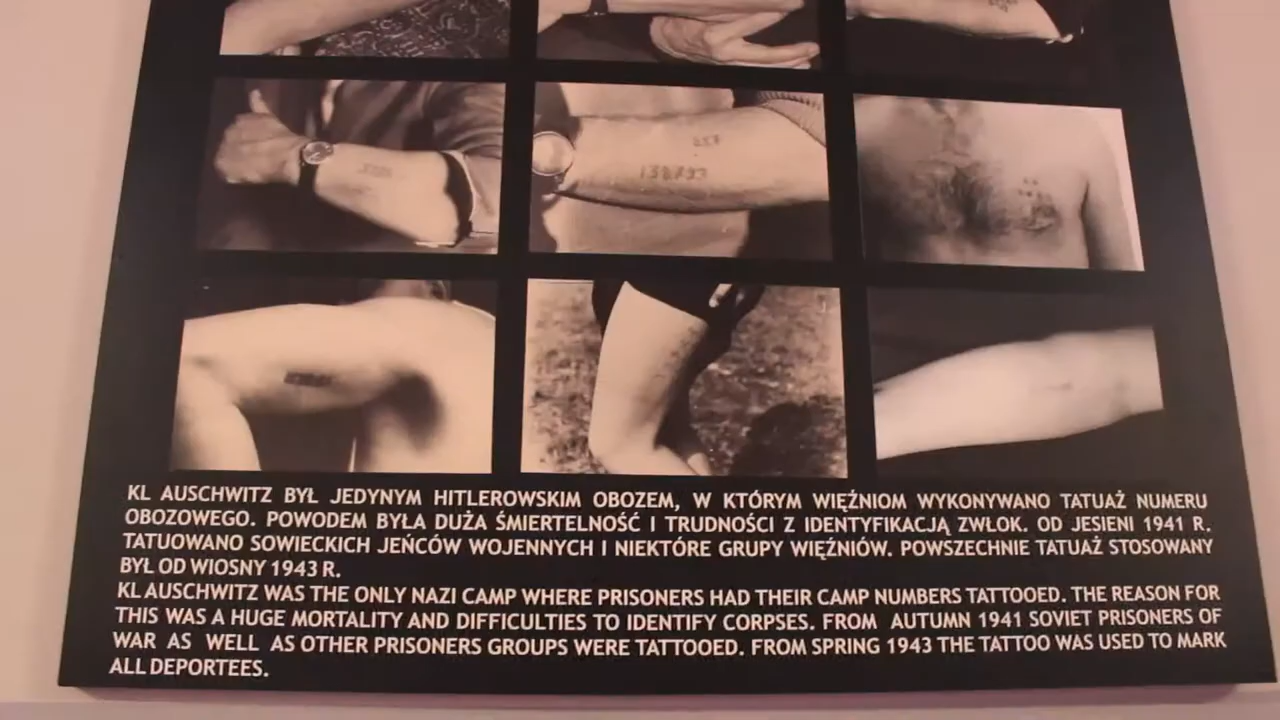 KL AUSCHWITZ BYŁ JEDYNYM HITLEROWSKIM OBOZEM, W KTÓRYM WIĘŹNIOM WYKONYWANO TATUAŻ NUMERU
OBOZOWEGO. POWODEM BYŁA DUŻA ŚMIERTELNOŚĆ I TRUDNOŚCI Z IDENTYFIKACJĄ ZWŁOK. OD JESIENI 1941 R.
TATUOWANO SOWIECKICH JEŃCÓW WOJENNYCH I NIEKTÓRE GRUPY WIĘŹNIÓW. POWSZECHNIE TATUAŻ STOSOWANY
BYŁ OD WIOSNY 1943 R.
KL AUSCHWITZ WAS THE ONLY NAZI CAMP WHERE PRISONERS HAD THEIR CAMP NUMBERS TATTOOED. THE REASON FOR
THIS WAS A HUGE MORTALITY AND DIFFICULTIES TO IDENTIFY CORPSES. FROM AUTUMN 1941 SOVIET PRISONERS OF
WAR AS WELL AS OTHER PRISONERS GROUPS WERE TATTOOED. FROM SPRING 1943 THE TATTOO WAS USED TO MARK
ALL DEPORTEES.